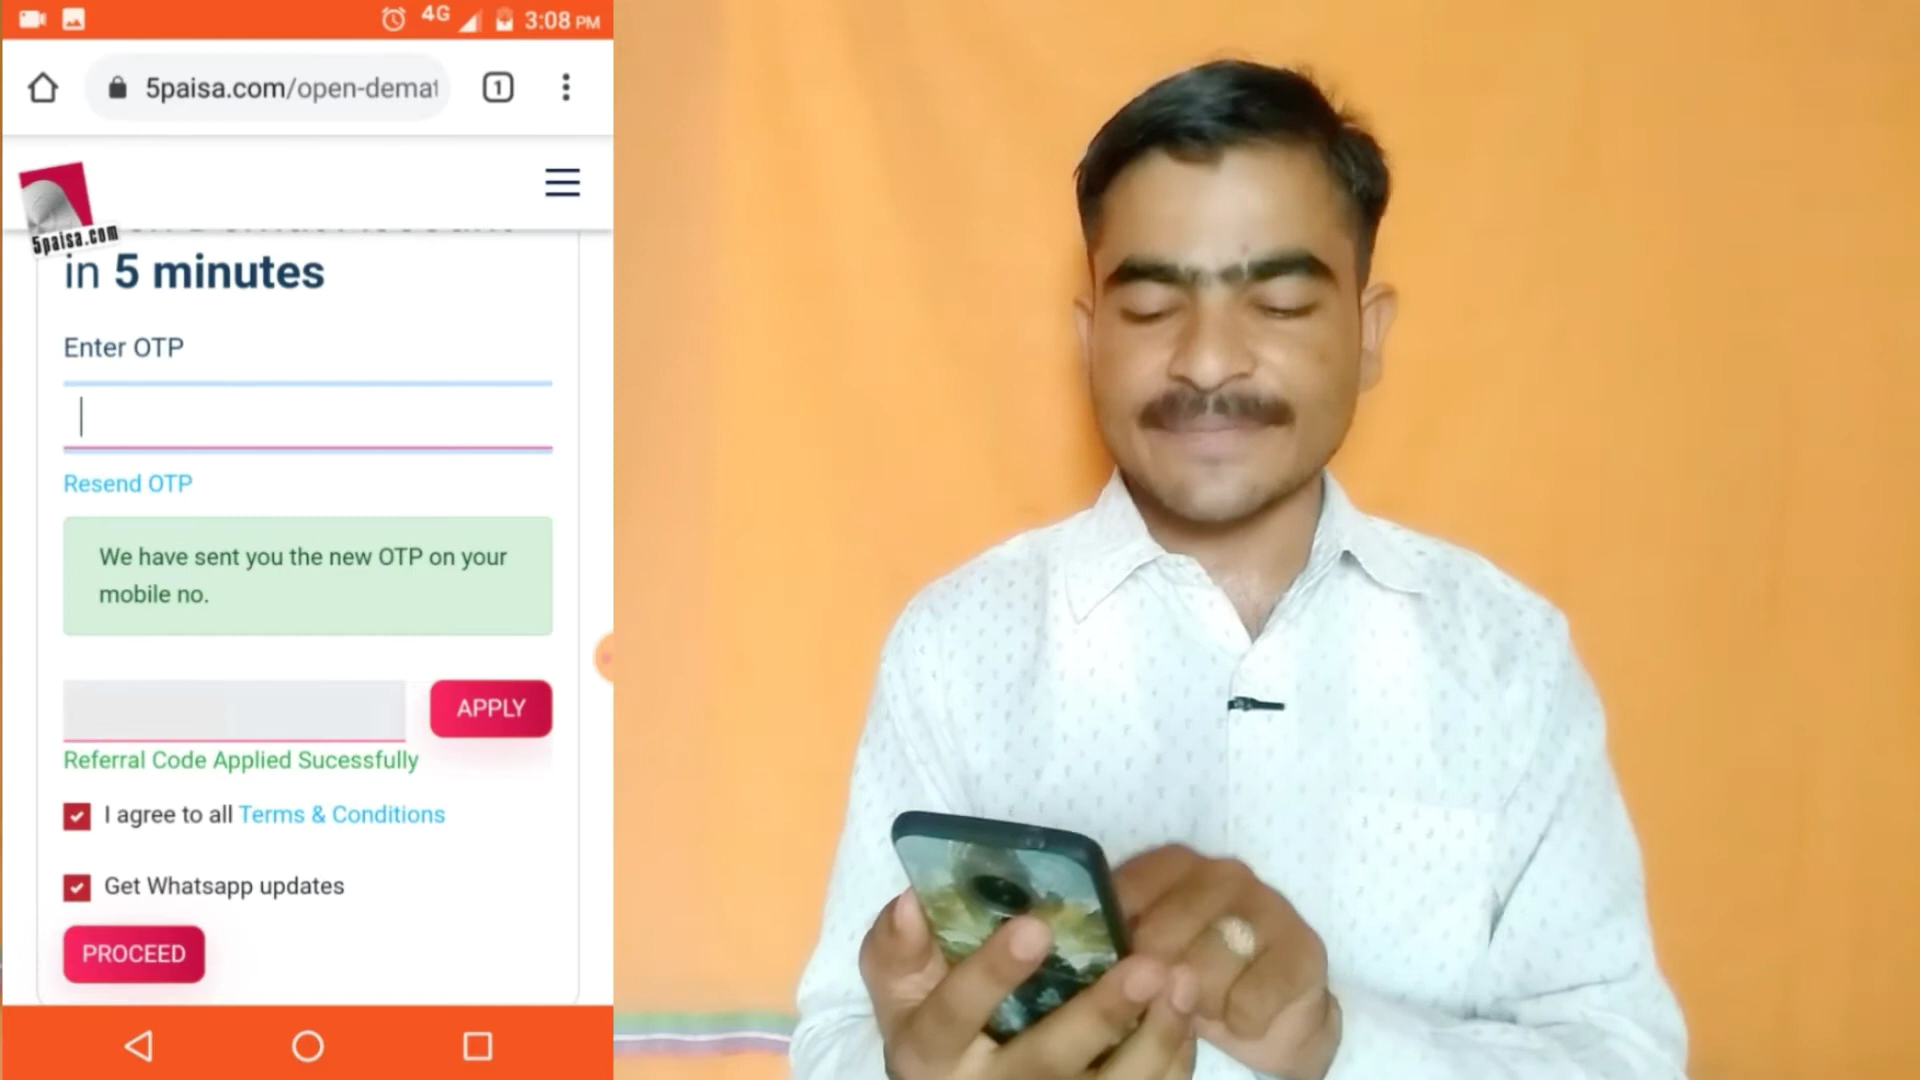 4G
3:08 PM
5paisa.com/open-demat
1
5paisa.com
in 5 minutes
Enter OTP
Resend OTP
We have sent you the new OTP on your
mobile no.
APPLY
Referral Code Applied Sucessfully
I agree to all Terms & Conditions
Get Whatsapp updates
PROCEED